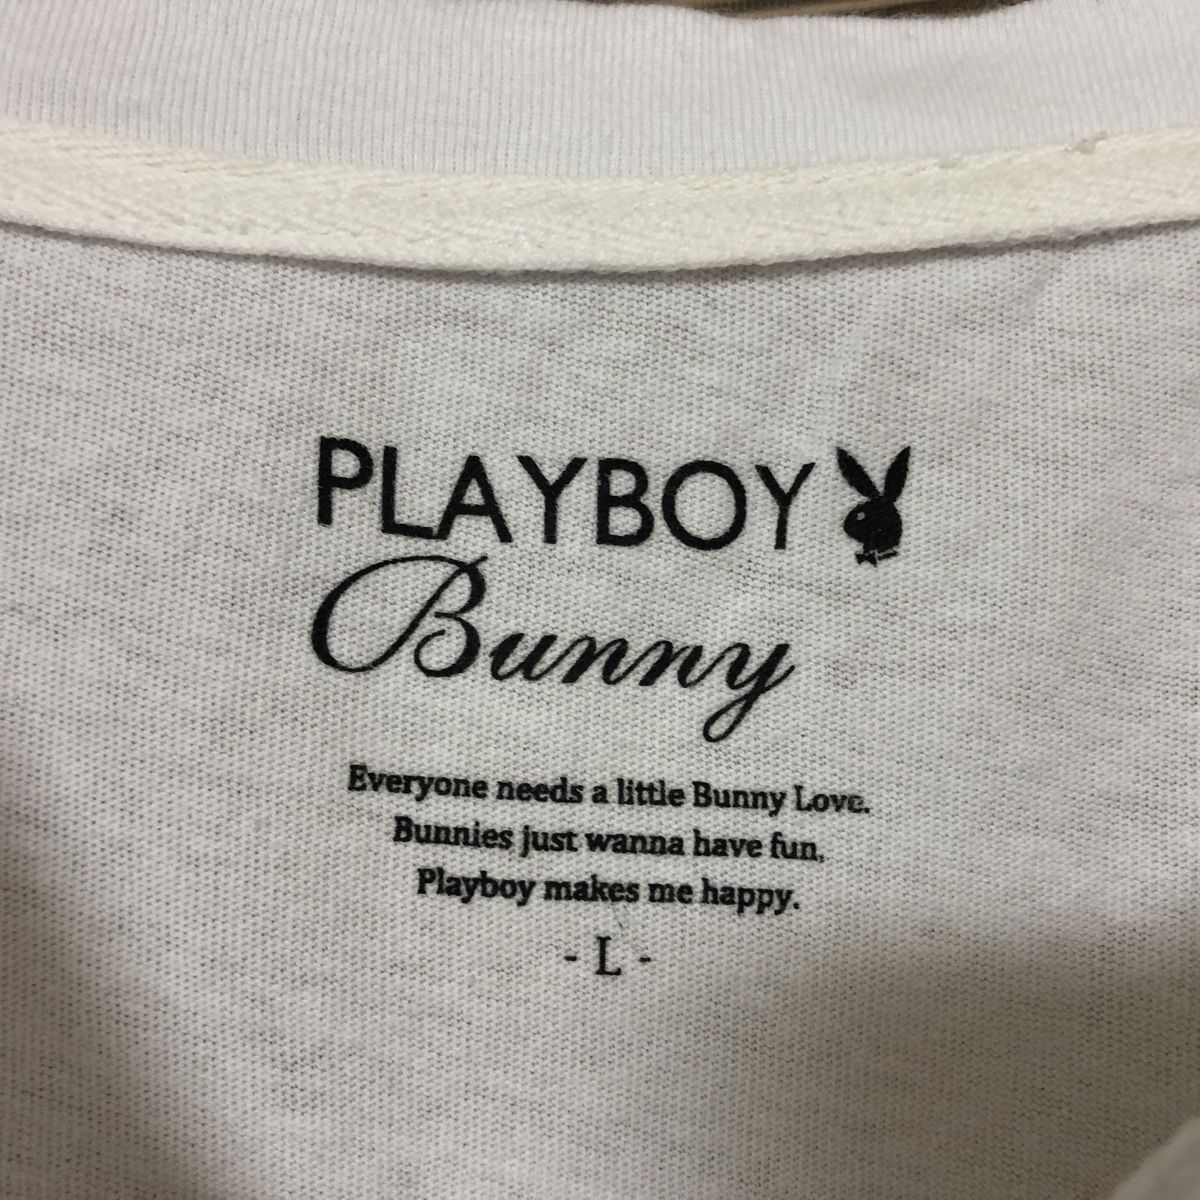 PLAYBOY
Bunny
Everyone needs a little Bunny Love.
Bunnies just wanna have fun,
Playboy makes me happy.
- L -